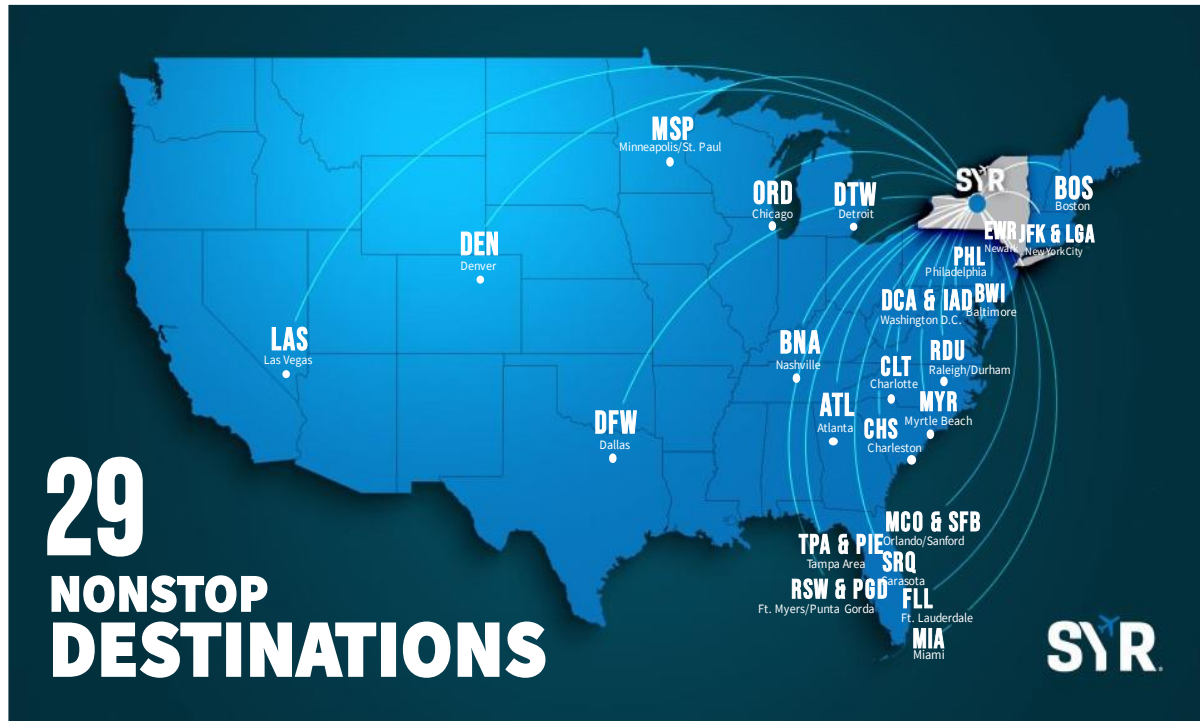 MSP
Minneapolis/St. Paul
ORD
Chicago
DTW
Detroit
SYR
BOS
Boston
EWR
Newark
JFK & LGA
New York City
PHL
Philadelphia
DEN
Denver
DCA & IAD
Washington D.C.
BWI
Baltimore
LAS
Las Vegas
BNA
Nashville
RDU
Raleigh/Durham
CLT
Charlotte
ATL
Atlanta
MYR
Myrtle Beach
CHS
Charleston
DFW
Dallas
MCO & SFB
Orlando/Sanford
TPA & PIE
Tampa Area
SRQ
Sarasota
RSW & PGD
Ft. Myers/Punta Gorda
FLL
Ft. Lauderdale
MIA
Miami
29
NONSTOP
DESTINATIONS
SYR.